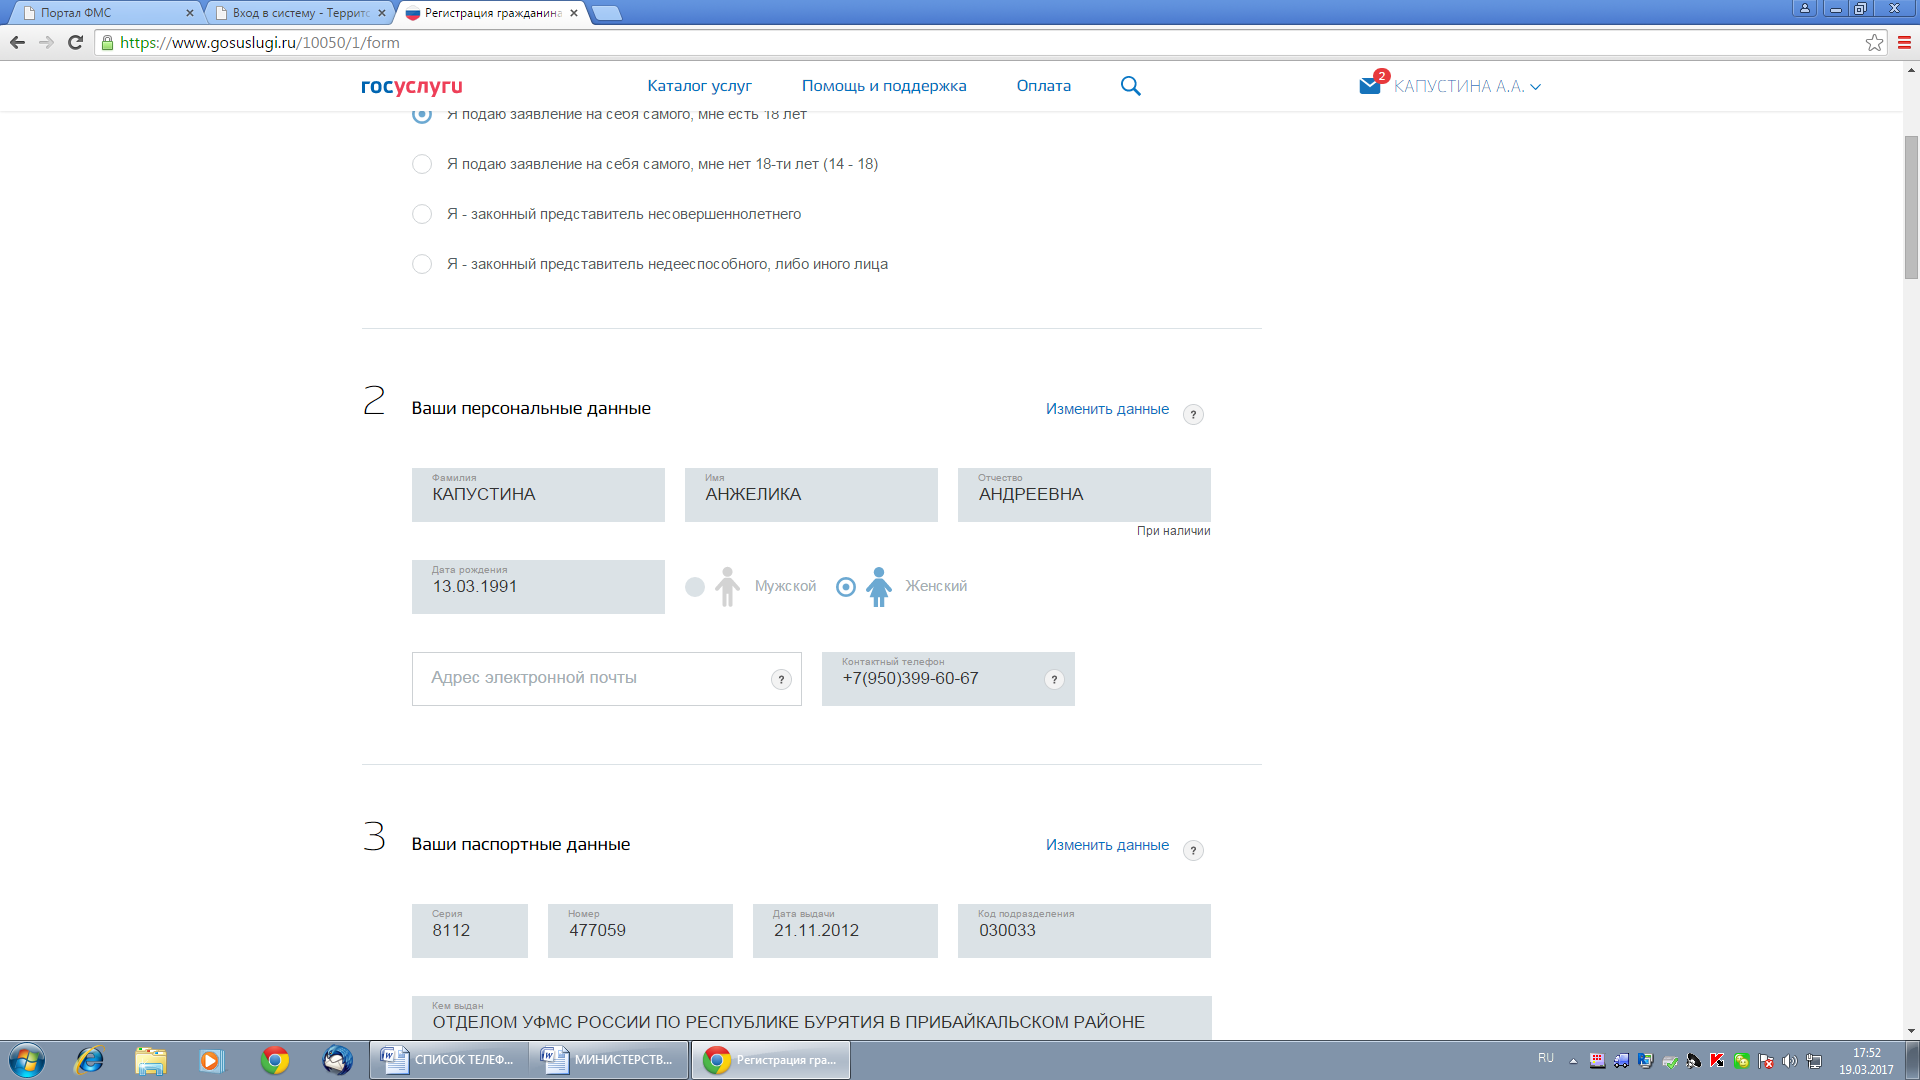 Портал ФМС
Вход в систему - Террито
Регистрация гражданина
https://www.gosuslugi.ru/10050/1/form
госуслуги
Каталог услуг
Помощь и поддержка
Оплата
2
КАПУСТИНА А.А.
Я подаю заявление на себя самого, мне есть 18 лет
Я подаю заявление на себя самого, мне нет 18-ти лет (14 - 18)
Я - законный представитель несовершеннолетнего
Я - законный представитель недееспособного, либо иного лица
2
Ваши персональные данные
Изменить данные
?
Фамилия
КАПУСТИНА
Имя
АНЖЕЛИКА
Отчество
АНДРЕЕВНА
При наличии
Дата рождения
13.03.1991
Мужской
Женский
Адрес электронной почты
?
Контактный телефон
+7(950)399-60-67
?
3
Ваши паспортные данные
Изменить данные
?
Серия
8112
Номер
477059
Дата выдачи
21.11.2012
Код подразделения
030033
Кем выдан
ОТДЕЛОМ УФМС РОССИИ ПО РЕСПУБЛИКЕ БУРЯТИЯ В ПРИБАЙКАЛЬСКОМ РАЙОНЕ
СПИСОК ТЕЛЕФ...
МИНИСТЕРСТВ...
Регистрация гра...
RU
17:52
19.03.2017